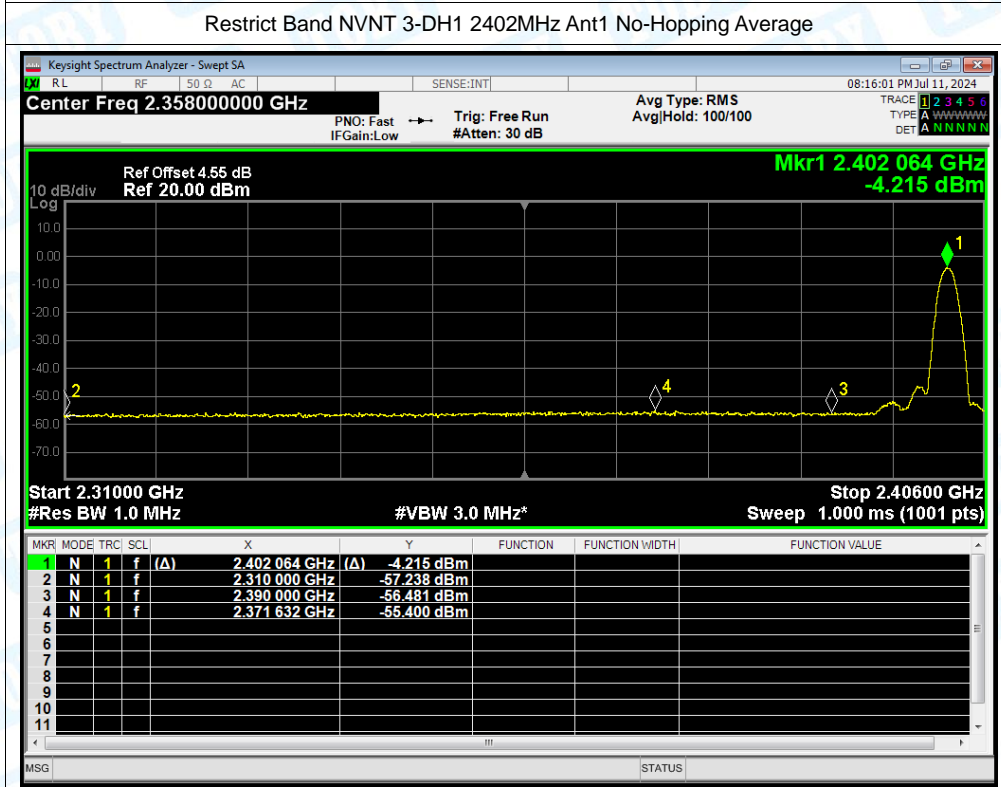 Restrict Band NVNT 3-DH1 2402MHz Ant1 No-Hopping Average
Keysight Spectrum Analyzer - Swept SA
LXI RL RF 50 Ω AC SENSE:INT 08:16:01 PM Jul 11, 2024
Center Freq 2.358000000 GHz Avg Type: RMS TRACE 1 2 3 4 5 6
PNO: Fast Trig: Free Run Avg|Hold: 100/100 TYPE A WWWWW
IFGain:Low #Atten: 30 dB DET A N N N N N
Mkr1 2.402 064 GHz
Ref Offset 4.55 dB
10 dB/div Ref 20.00 dBm -4.215 dBm
Log
10.0
1
0.00
-10.0
-20.0
-30.0
-40.0
2 4 3
-50.0
-60.0
-70.0
Start 2.31000 GHz Stop 2.40600 GHz
#Res BW 1.0 MHz #VBW 3.0 MHz* Sweep 1.000 ms (1001 pts)
MKR MODE TRC SCL X Y FUNCTION FUNCTION WIDTH FUNCTION VALUE
1 N 1 f (Δ) 2.402 064 GHz (Δ) -4.215 dBm
2 N 1 f 2.310 000 GHz -57.238 dBm
3 N 1 f 2.390 000 GHz -56.481 dBm
4 N 1 f 2.371 632 GHz -55.400 dBm
5
6
7
8
9
10
11
MSG STATUS